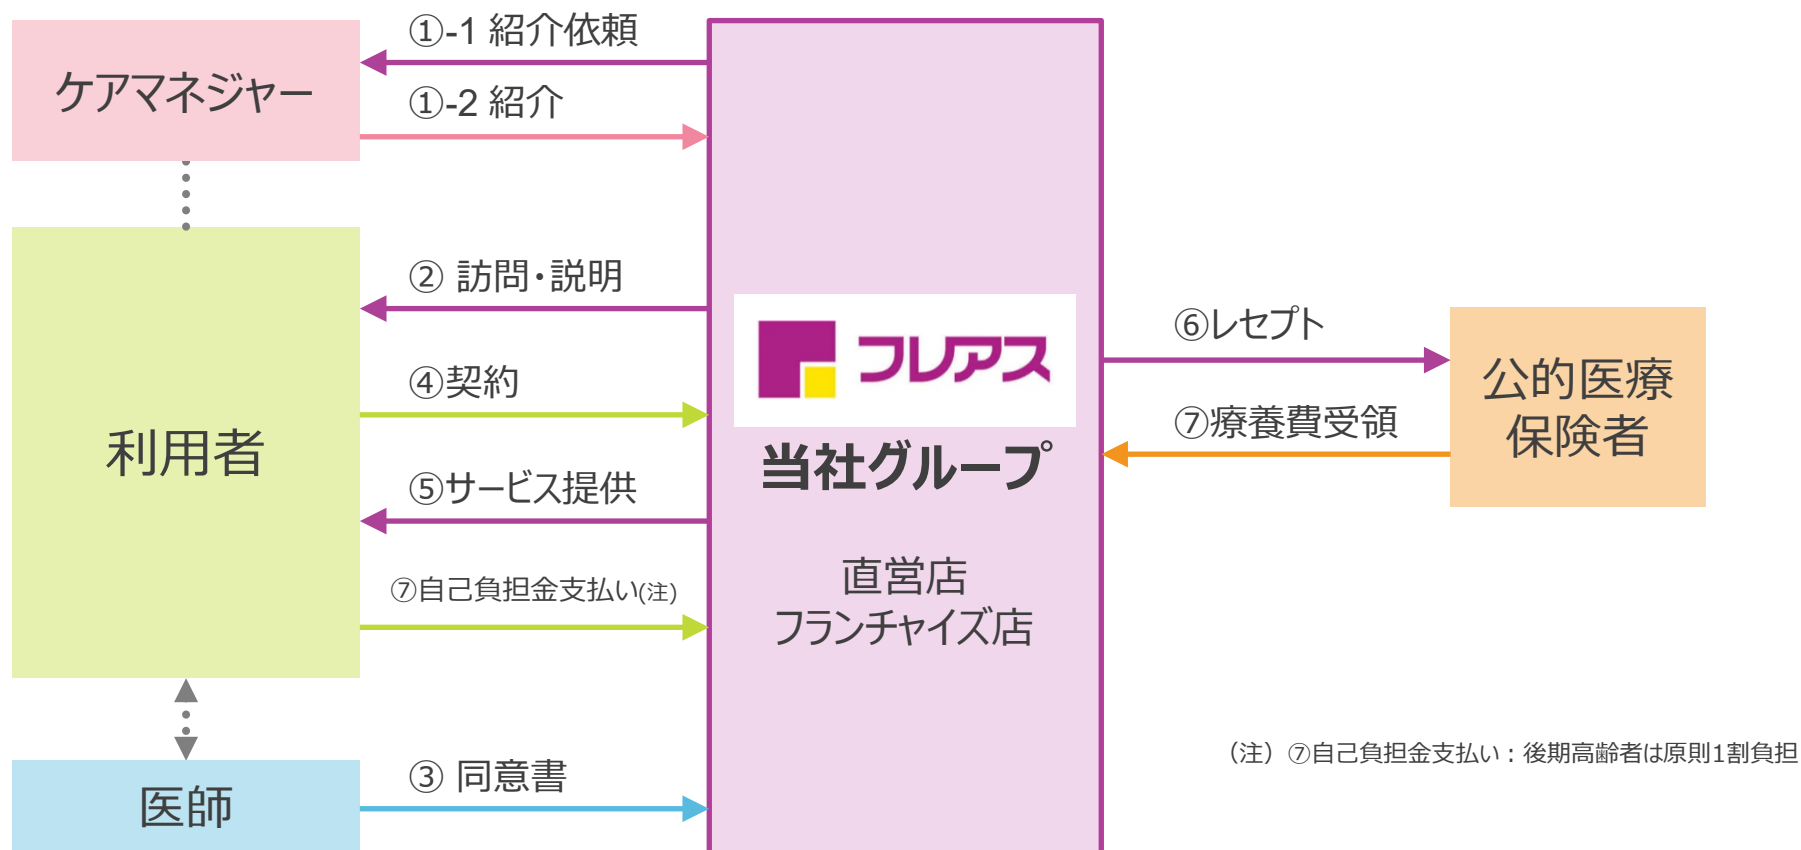 ケアマネジャー
①-1 紹介依頼
①-2 紹介
利用者
② 訪問・説明
④契約
⑤サービス提供
⑦自己負担金支払い(注)
医師
③ 同意書
フレアス
当社グループ
直営店
フランチャイズ店
⑥レセプト
⑦療養費受領
公的医療
保険者
（注）⑦自己負担金支払い：後期高齢者は原則1割負担